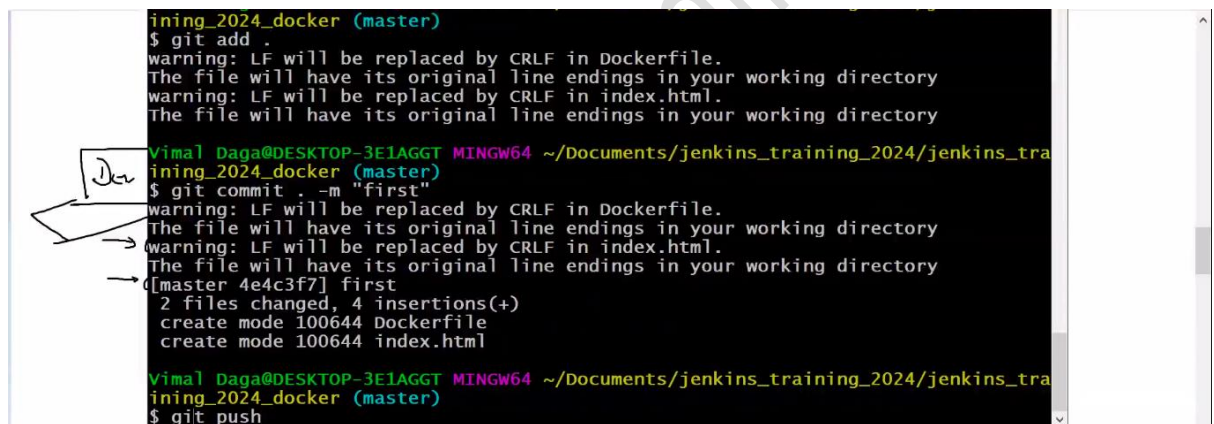 ining_2024_docker (master)
$ git add .
warning: LF will be replaced by CRLF in Dockerfile.
The file will have its original line endings in your working directory
warning: LF will be replaced by CRLF in index.html.
The file will have its original line endings in your working directory
Vimal Daga@DESKTOP-3E1AGGT MINGW64 ~/Documents/jenkins_training_2024/jenkins_tra
ining_2024_docker (master)
Dev
$ git commit . -m "first"
warning: LF will be replaced by CRLF in Dockerfile.
The file will have its original line endings in your working directory
warning: LF will be replaced by CRLF in index.html.
The file will have its original line endings in your working directory
[master 4e4c3f7] first
2 files changed, 4 insertions(+)
create mode 100644 Dockerfile
create mode 100644 index.html
Vimal Daga@DESKTOP-3E1AGGT MINGW64 ~/Documents/jenkins_training_2024/jenkins_tra
ining_2024_docker (master)
$ git push